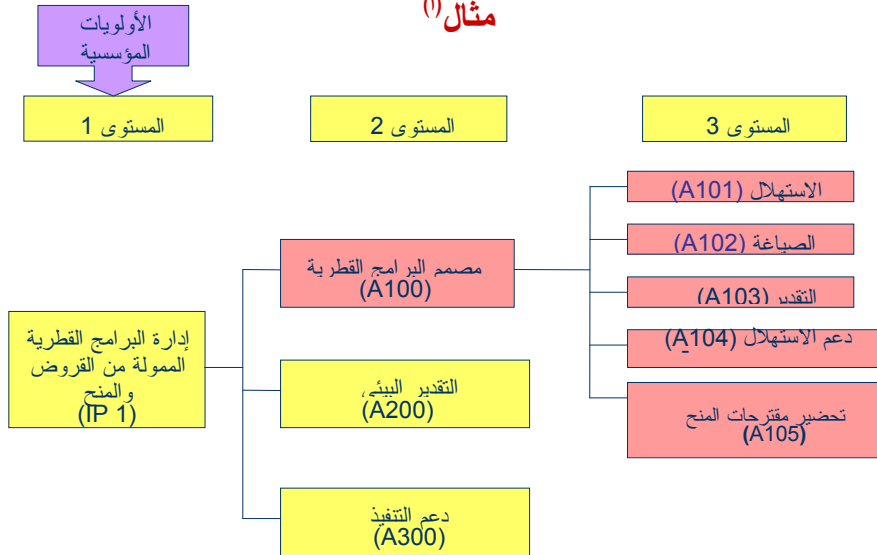 مثال(١)
الأولويات
المؤسسية
المستوى 1
المستوى 2
المستوى 3
إدارة البرامج القطرية
الممولة من القروض
والمنح
(IP 1)
مصمم البرامج القطرية
(A100)
التقدير البيئي
(A200)
دعم التنفيذ
(A300)
الاستهلال (A101)
الصياغة (A102)
التقدير (A103)
دعم الاستهلال (A104)
تحضير مقترحات المنح
(A105)